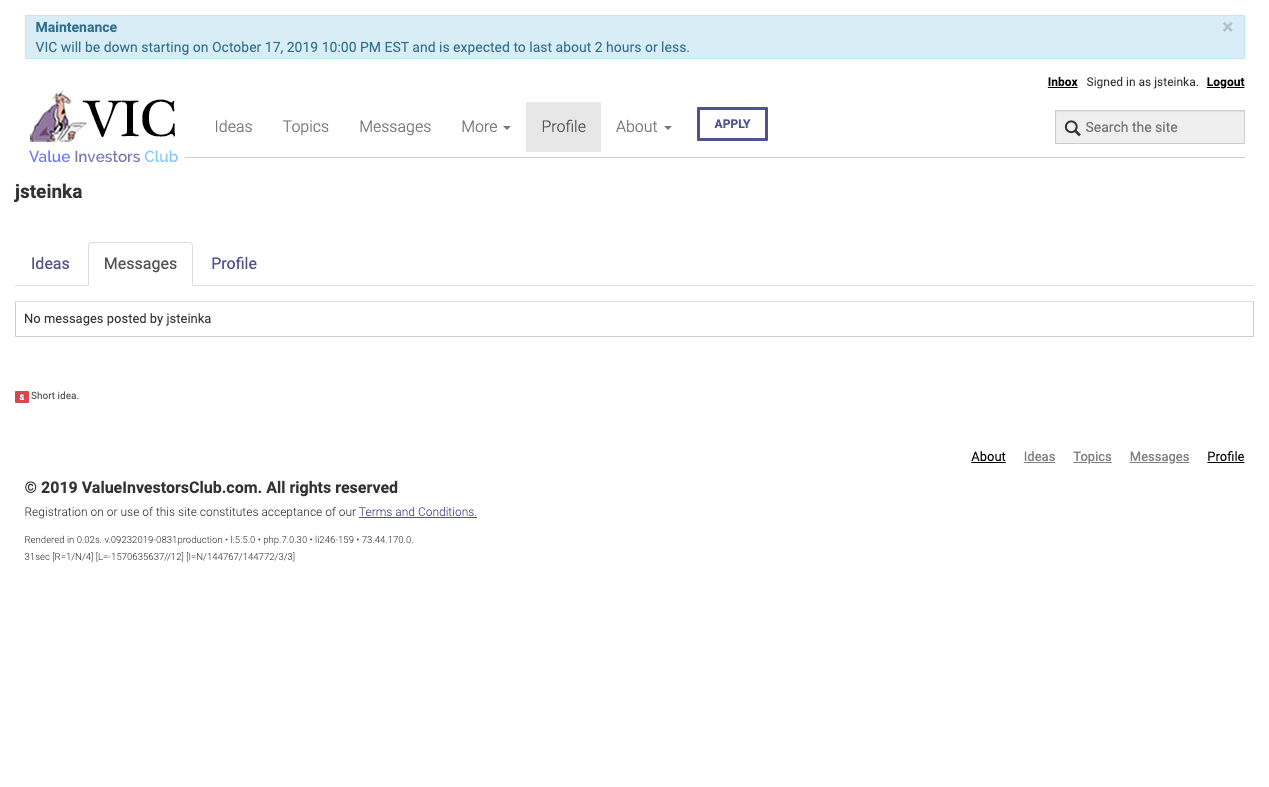 Maintenance
×
VIC will be down starting on October 17, 2019 10:00 PM EST and is expected to last about 2 hours or less.
Inbox Signed in as jsteinka. Logout
VIC
Value Investors Club
Ideas Topics Messages More Profile About APPLY
Search the site
jsteinka
Ideas Messages Profile
No messages posted by jsteinka
S Short idea.
About Ideas Topics Messages Profile
© 2019 ValueInvestorsClub.com. All rights reserved
Registration on or use of this site constitutes acceptance of our Terms and Conditions.
Rendered in 0.02s. v.09232019-0831production • l.5.5.0 • php.7.0.30 • li246-159 • 73.44.170.0.
31sec [R=1/N/4] [L=-1570635637//12] [I=N/144767/144772/3/3]